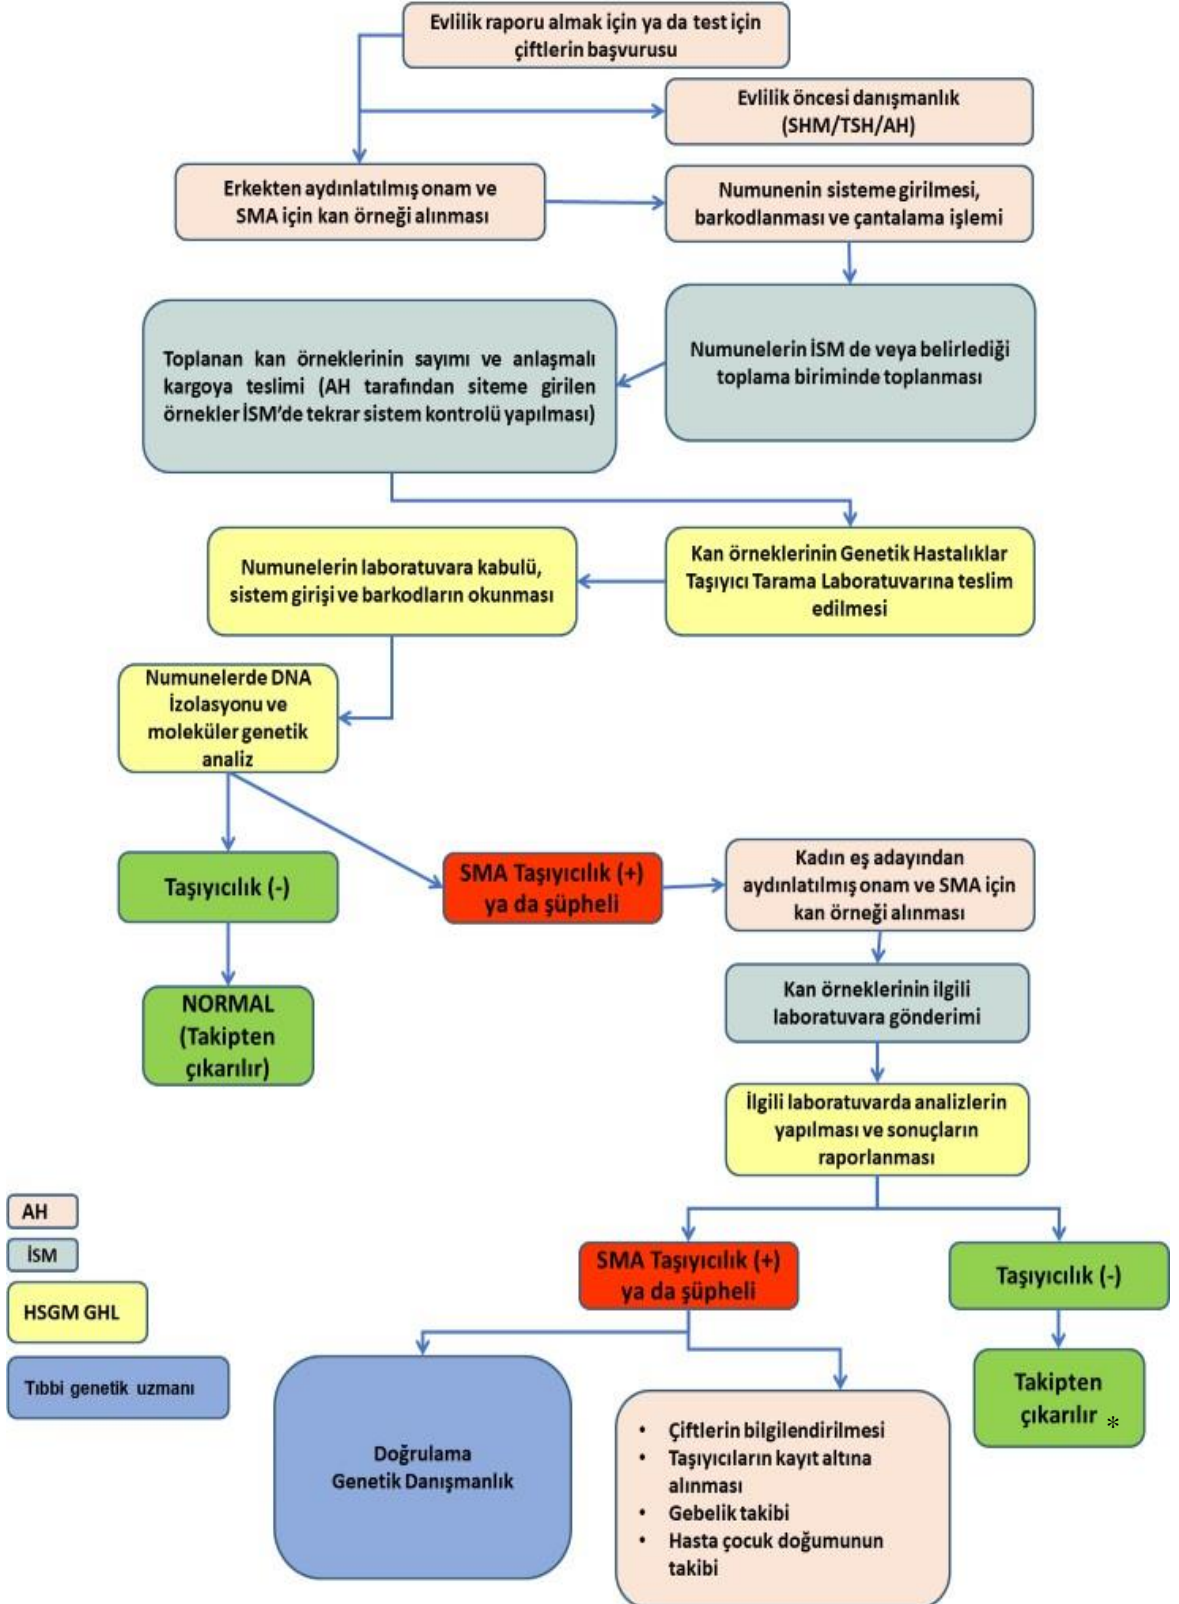 Evlilik raporu almak için ya da test için
çiftlerin başvurusu
Evlilik öncesi danışmanlık
(SHM/TSH/AH)
Erkekten aydınlatılmış onam ve
SMA için kan örneği alınması
Numunenin sisteme girilmesi,
barkodlanması ve çantalama işlemi
Toplanan kan örneklerinin sayımı ve anlaşmalı
kargoya teslimi (AH tarafından siteme girilen
örnekler İSM'de tekrar sistem kontrolü yapılması)
Numunelerin İSM de veya belirlediği
toplama biriminde toplanması
Numunelerin laboratuvara kabulü,
sistem girişi ve barkodların okunması
Kan örneklerinin Genetik Hastalıklar
Taşıyıcı Tarama Laboratuvarına teslim
edilmesi
Numunelerde DNA
İzolasyonu ve
moleküler genetik
analiz
Taşıyıcılık (-)
SMA Taşıyıcılık (+)
ya da şüpheli
Kadın eş adayından
aydınlatılmış onam ve SMA için
kan örneği alınması
NORMAL
(Takipten
çıkarılır)
Kan örneklerinin ilgili
laboratuvara gönderimi
İlgili laboratuvarda analizlerin
yapılması ve sonuçların
raporlanması
AH
İSM
HSGM GHL
Tıbbi genetik uzmanı
SMA Taşıyıcılık (+)
ya da şüpheli
Taşıyıcılık (-)
Takipten
çıkarılır *
Doğrulama
Genetik Danışmanlık
• Çiftlerin bilgilendirilmesi
• Taşıyıcıların kayıt altına
alınması
• Gebelik takibi
• Hasta çocuk doğumunun
takibi